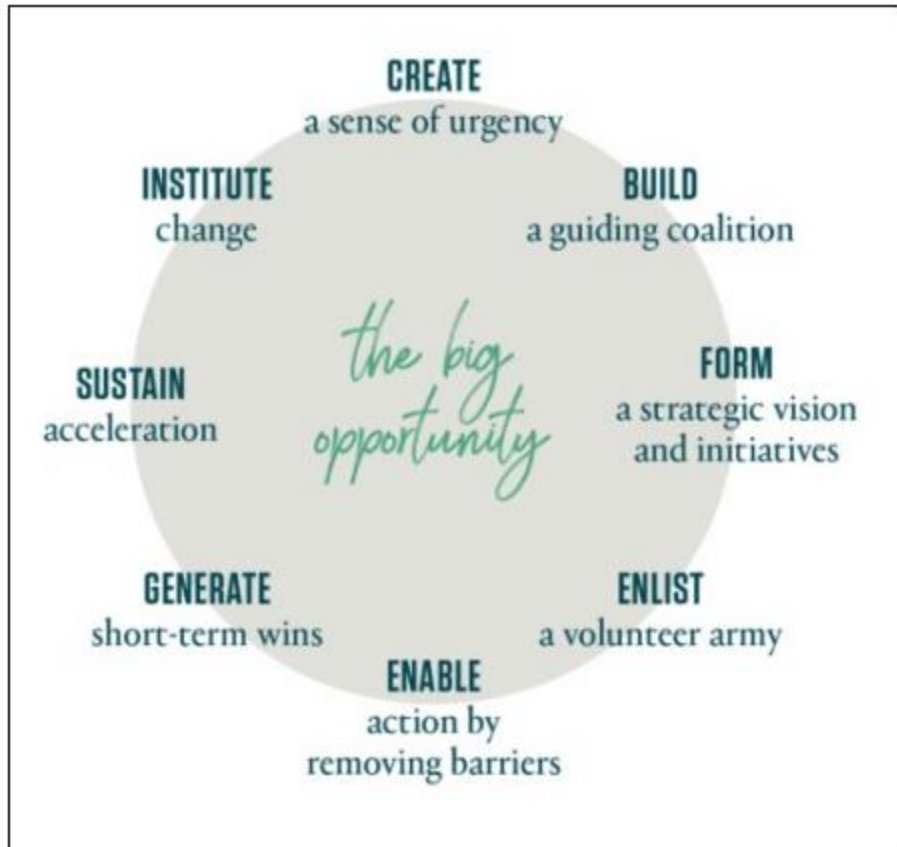 CREATE
a sense of urgency
BUILD
a guiding coalition
FORM
a strategic vision
and initiatives
ENLIST
a volunteer army
ENABLE
action by
removing barriers
GENERATE
short-term wins
SUSTAIN
acceleration
INSTITUTE
change
the big
opportunity